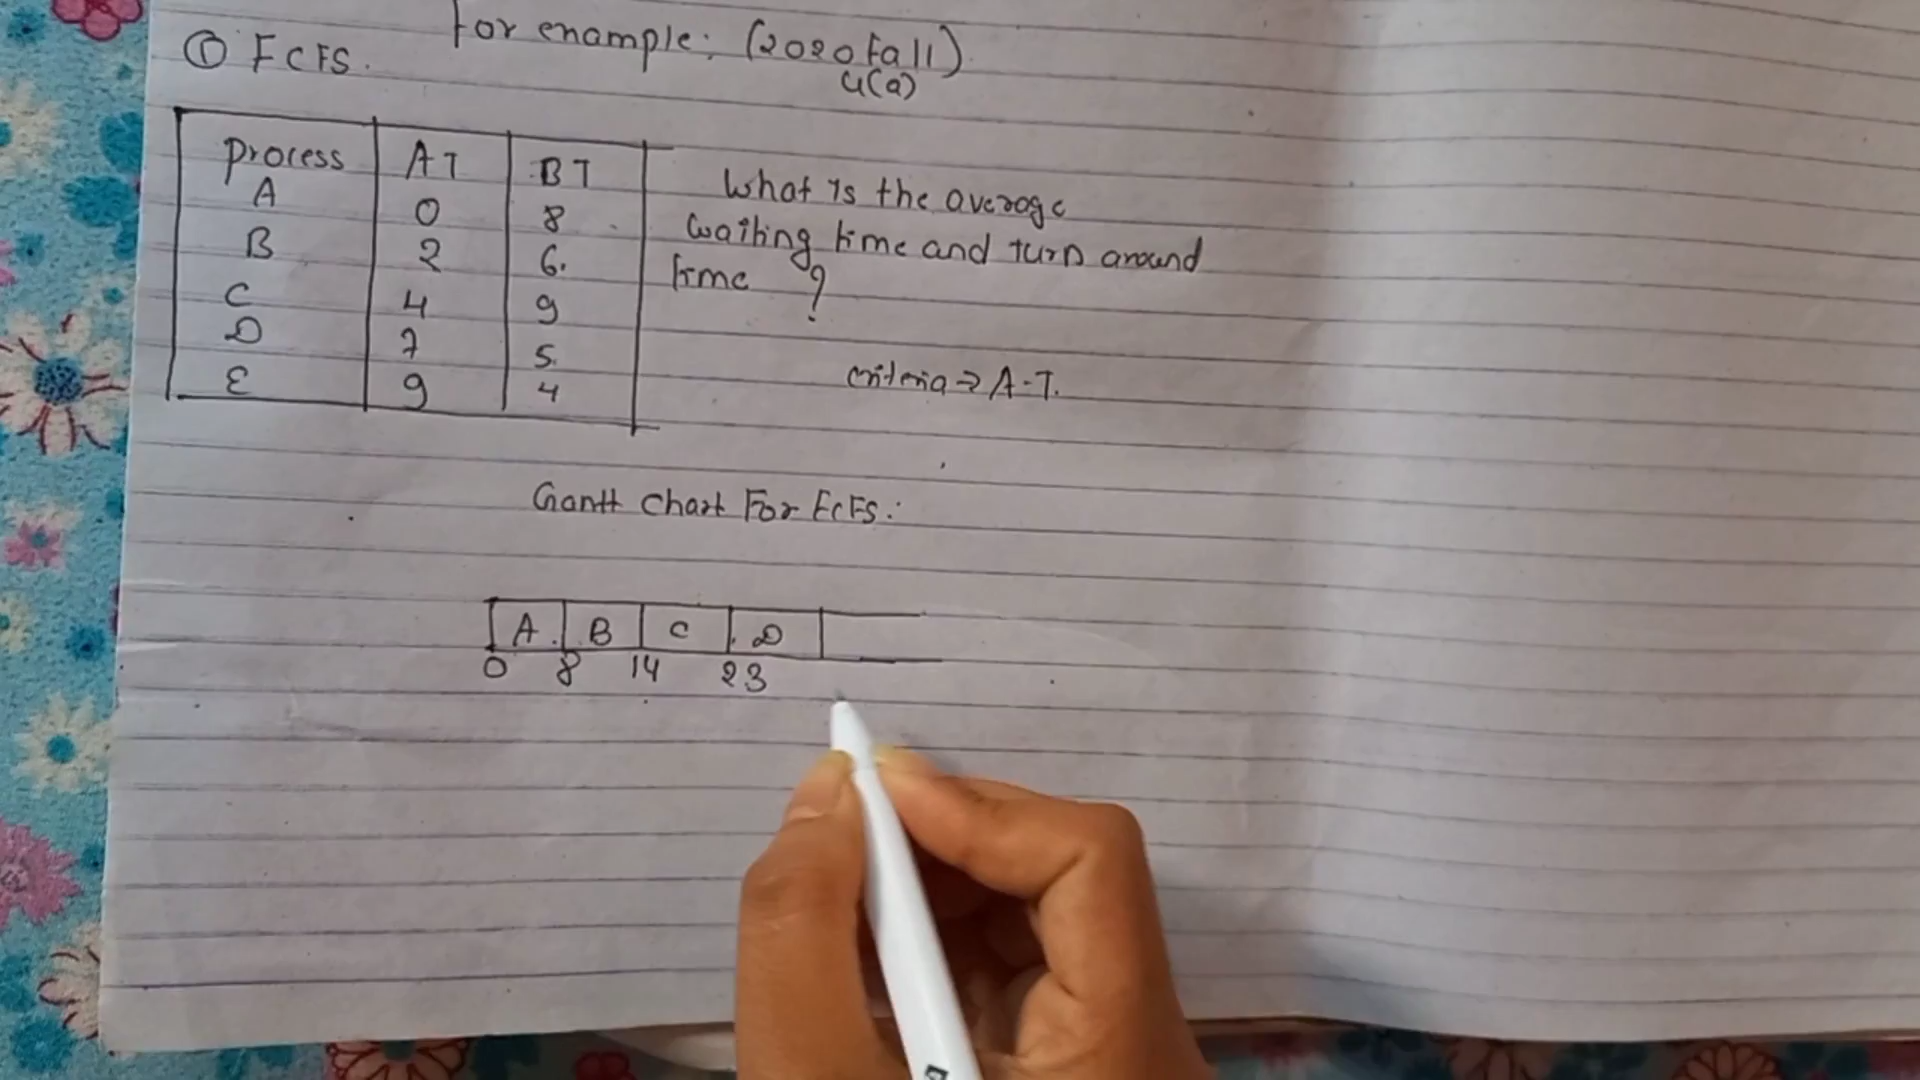 For enample: (2020 Fall)
① FCFS.
4(a)
Process AT BT
A 0 8
B 2 6.
C 4 9
D 7 5.
E 9 4
What is the average
waiting time and turn around
time ?
criteria → A-T.
Gantt Chart For FCFS:
A B C D
0 8 14 23